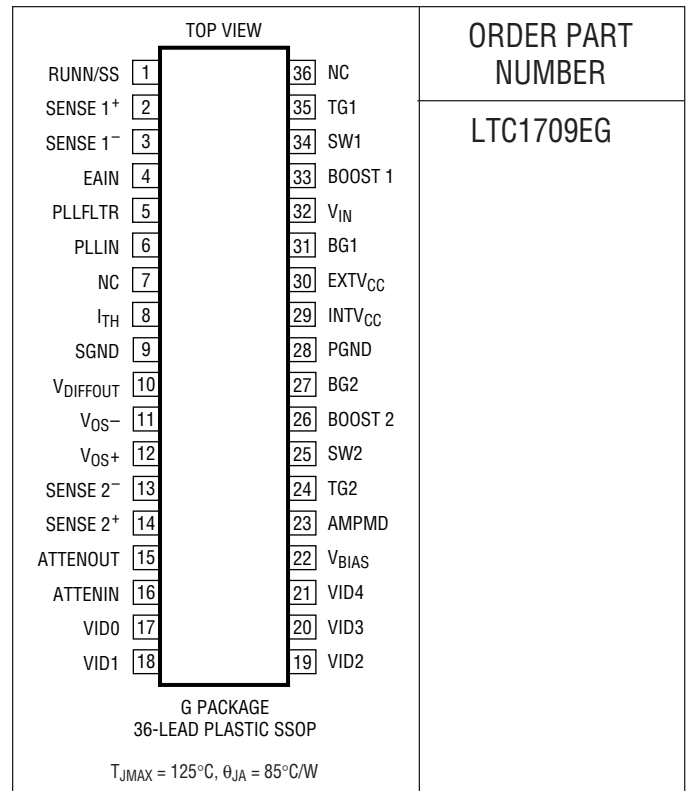 TOP VIEW
RUNN/SS 1
SENSE 1+ 2
SENSE 1– 3
EAIN 4
PLLFLTR 5
PLLIN 6
NC 7
ITH 8
SGND 9
VDIFFOUT 10
VOS– 11
VOS+ 12
SENSE 2– 13
SENSE 2+ 14
ATTENOUT 15
ATTENIN 16
VID0 17
VID1 18
36 NC
35 TG1
34 SW1
33 BOOST 1
32 VIN
31 BG1
30 EXTVCC
29 INTVCC
28 PGND
27 BG2
26 BOOST 2
25 SW2
24 TG2
23 AMPMD
22 VBIAS
21 VID4
20 VID3
19 VID2
G PACKAGE
36-LEAD PLASTIC SSOP
TJMAX = 125°C, θJA = 85°C/W
ORDER PART
NUMBER
LTC1709EG